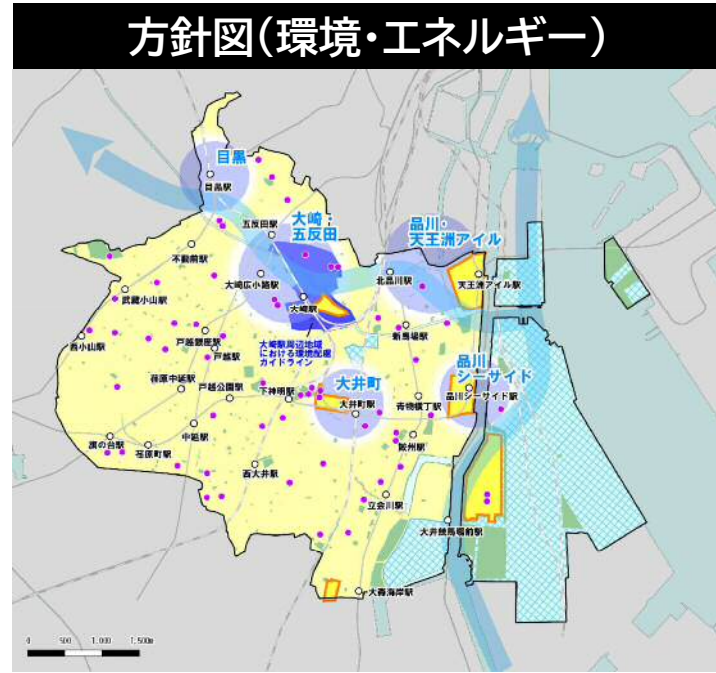 方針図(環境・エネルギー)
目黒
目黒駅
大崎・
五反田
五反田駅
品川・
天王洲アイル
不動前駅
大崎広小路駅
北品川駅
天王洲アイル駅
武蔵小山駅
大崎駅
新馬場駅
西小山駅
戸越銀座駅
戸越駅
大崎駅周辺地域
における環境配慮
ガイドライン
品川
シーサイド
荏原中延駅
戸越公園駅
下神明駅
大井町
大井町駅
青物横丁駅
品川シーサイド駅
旗の台駅
荏原町駅
中延駅
鮫洲駅
西大井駅
立会川駅
大井競馬場前駅
大森海岸駅
0 500 1,000 1,500m